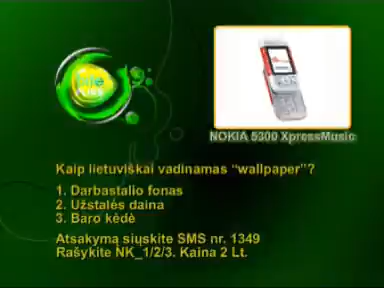 NOKIA 5300 XpressMusic
Kaip lietuviškai vadinamas “wallpaper”?
1. Darbastalio fonas
2. Užstalės daina
3. Baro kėdė
Atsakymą siųskite SMS nr. 1349
Rašykite NK_1/2/3. Kaina 2 Lt.